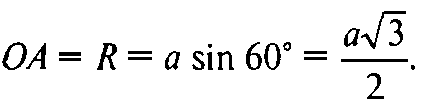 OA = R = a sin 60° = a√3/2.